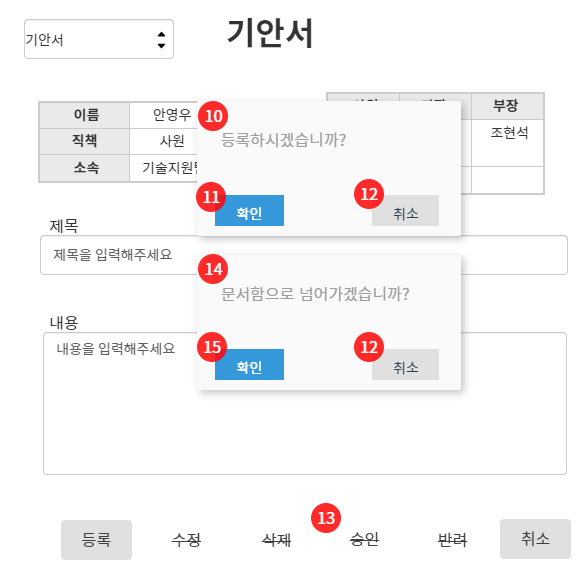 기안서
기안서
이름 안영우
직책 사원
소속 기술지원
부장
조현석
10
등록하시겠습니까?
11 확인
12 취소
제목
제목을 입력해주세요
14
문서함으로 넘어가겠습니까?
15 확인
12 취소
내용
내용을 입력해주세요
13
등록 수정 삭제 승인 반려 취소